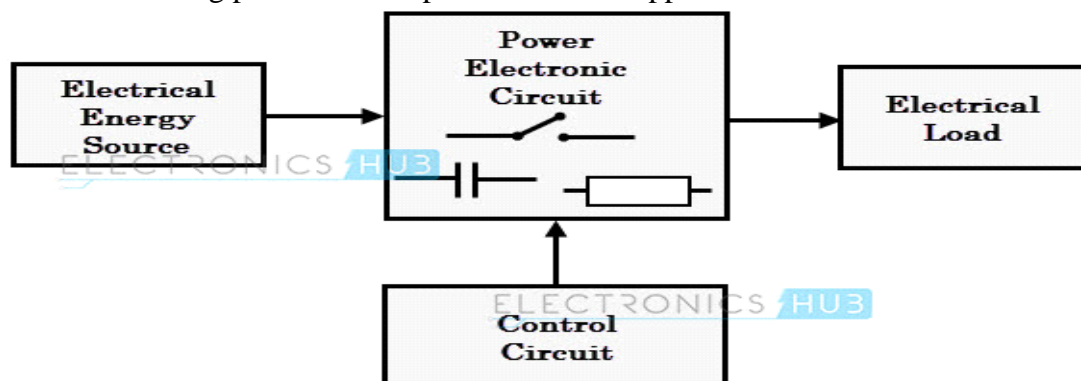 Power
Electronic
Circuit
Electrical
Energy
Source
Electrical
Load
ELECTRONICS HUB
ELECTRONICS HUB
Control
Circuit